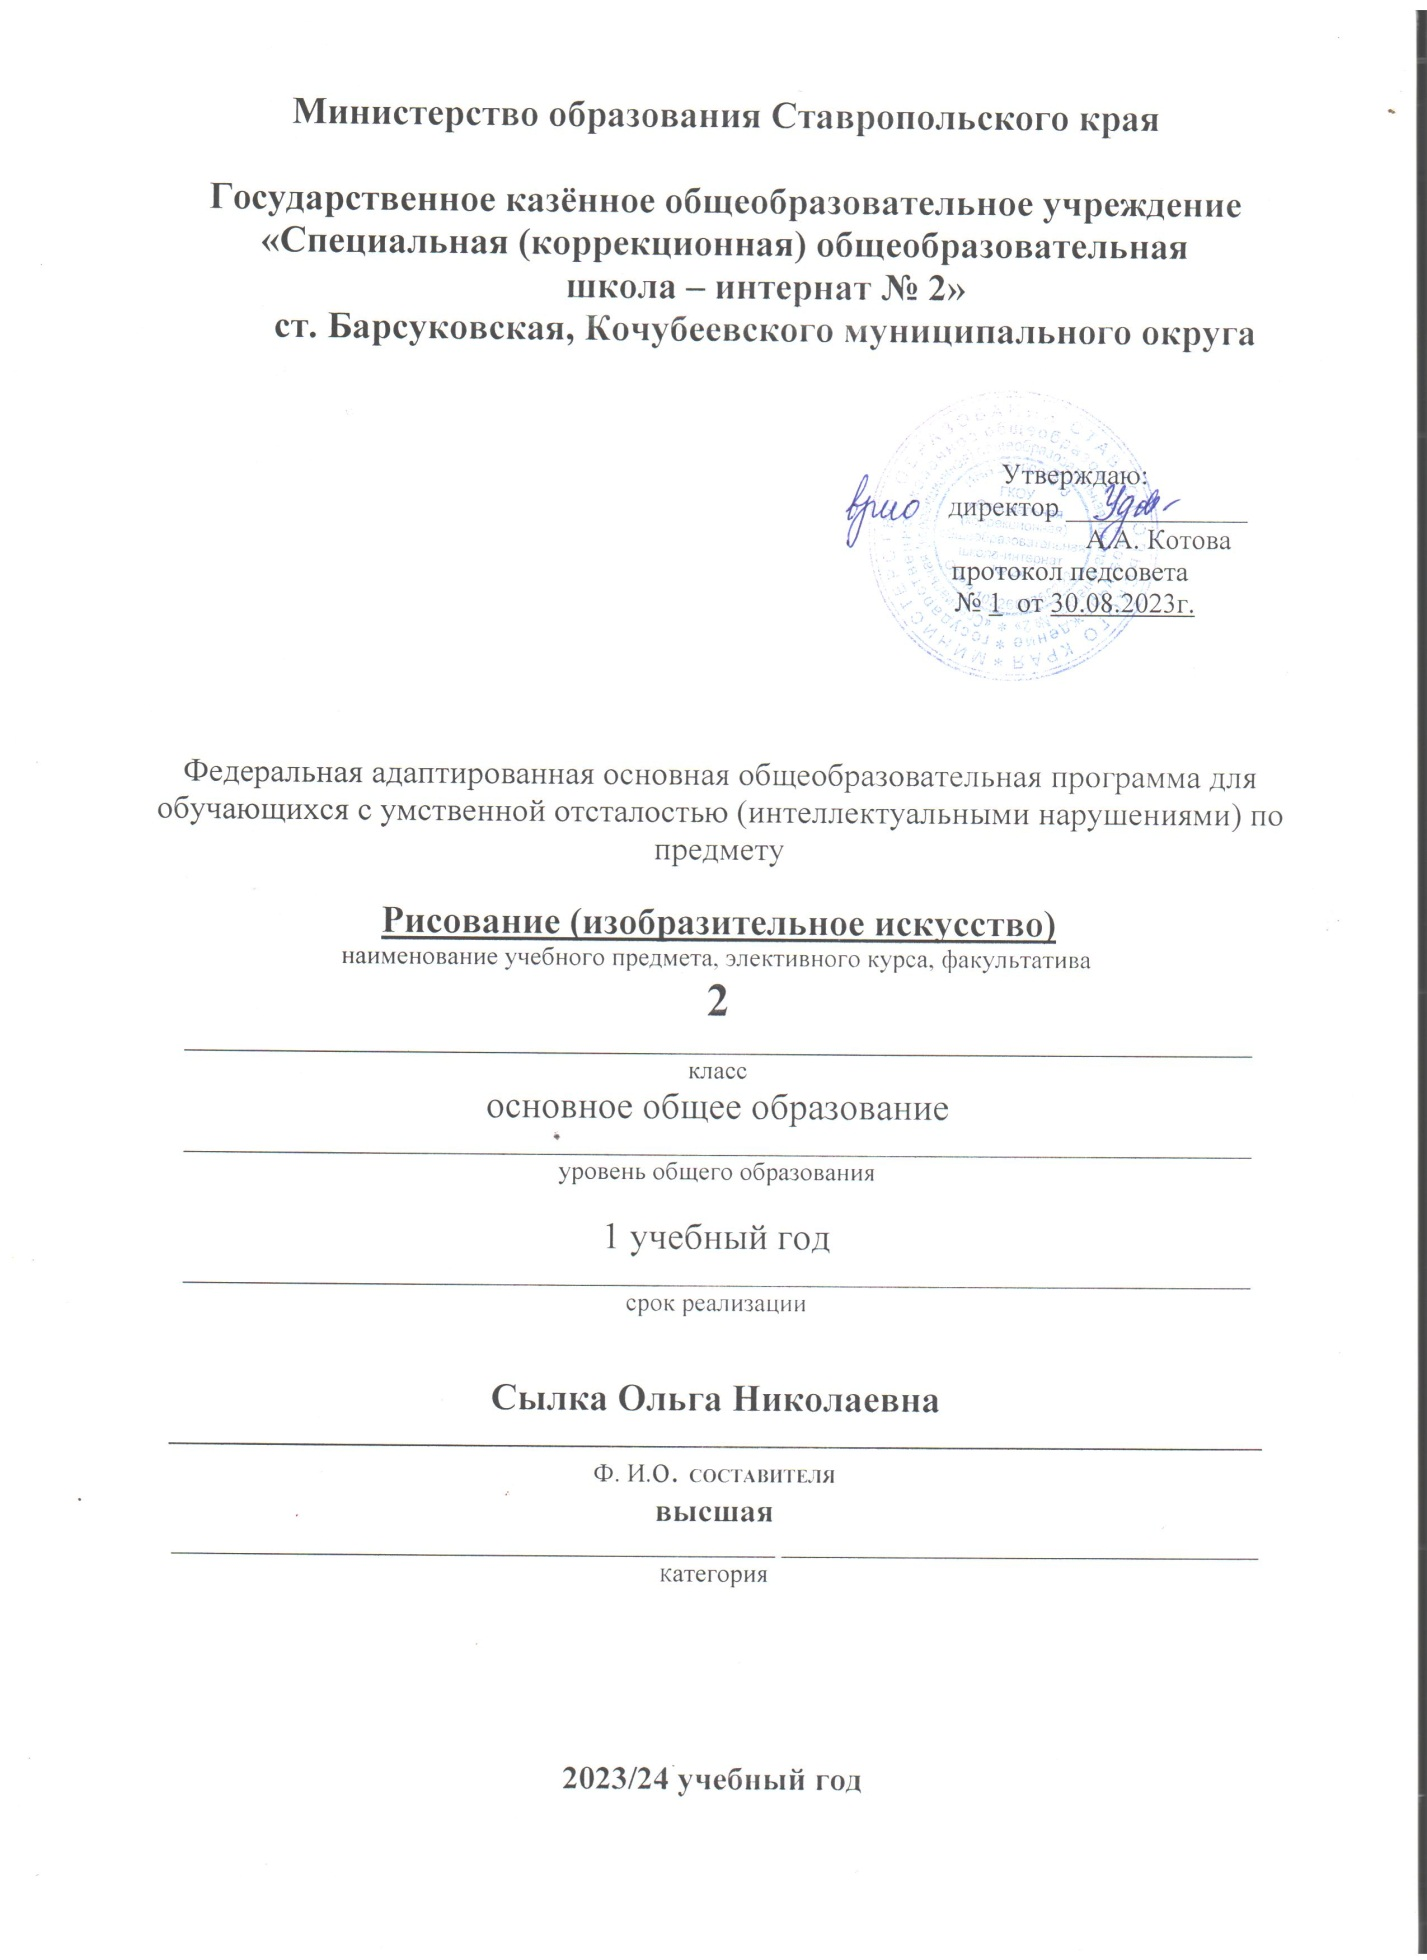 Министерство образования Ставропольского края
Государственное казённое общеобразовательное учреждение
«Специальная (коррекционная) общеобразовательная
школа – интернат № 2»
ст. Барсуковская, Кочубеевского муниципального округа
Утверждаю:
врио директор
А.А. Котова
протокол педсовета
№ 1 от 30.08.2023г.
Федеральная адаптированная основная общеобразовательная программа для
обучающихся с умственной отсталостью (интеллектуальными нарушениями) по
предмету
Рисование (изобразительное искусство)
наименование учебного предмета, элективного курса, факультатива
2
класс
основное общее образование
уровень общего образования
1 учебный год
срок реализации
Сылка Ольга Николаевна
Ф. И.О. СОСТАВИТЕЛЯ
высшая
категория
2023/24 учебный год